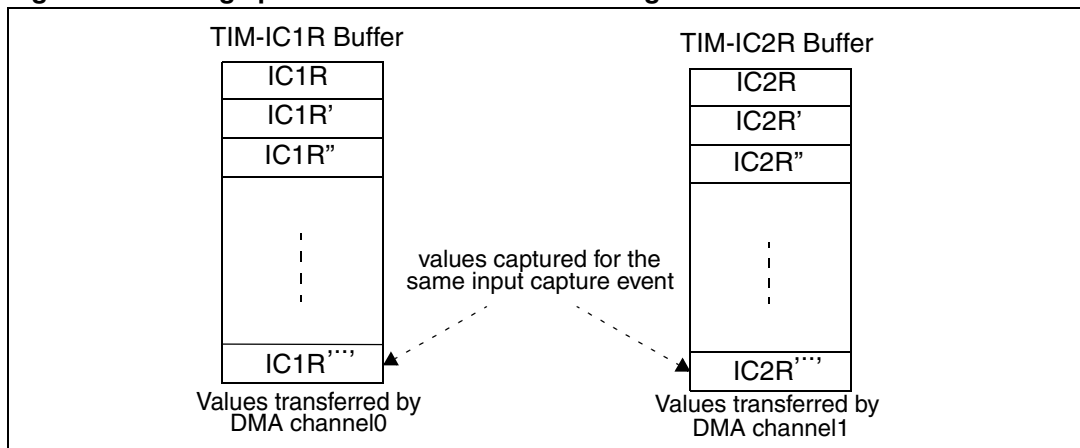 TIM-IC1R Buffer
IC1R
IC1R'
IC1R”
IC1R'··,
Values transferred by
DMA channel0
values captured for the
same input capture event
TIM-IC2R Buffer
IC2R
IC2R'
IC2R”
IC2R'··,
Values transferred by
DMA channel1